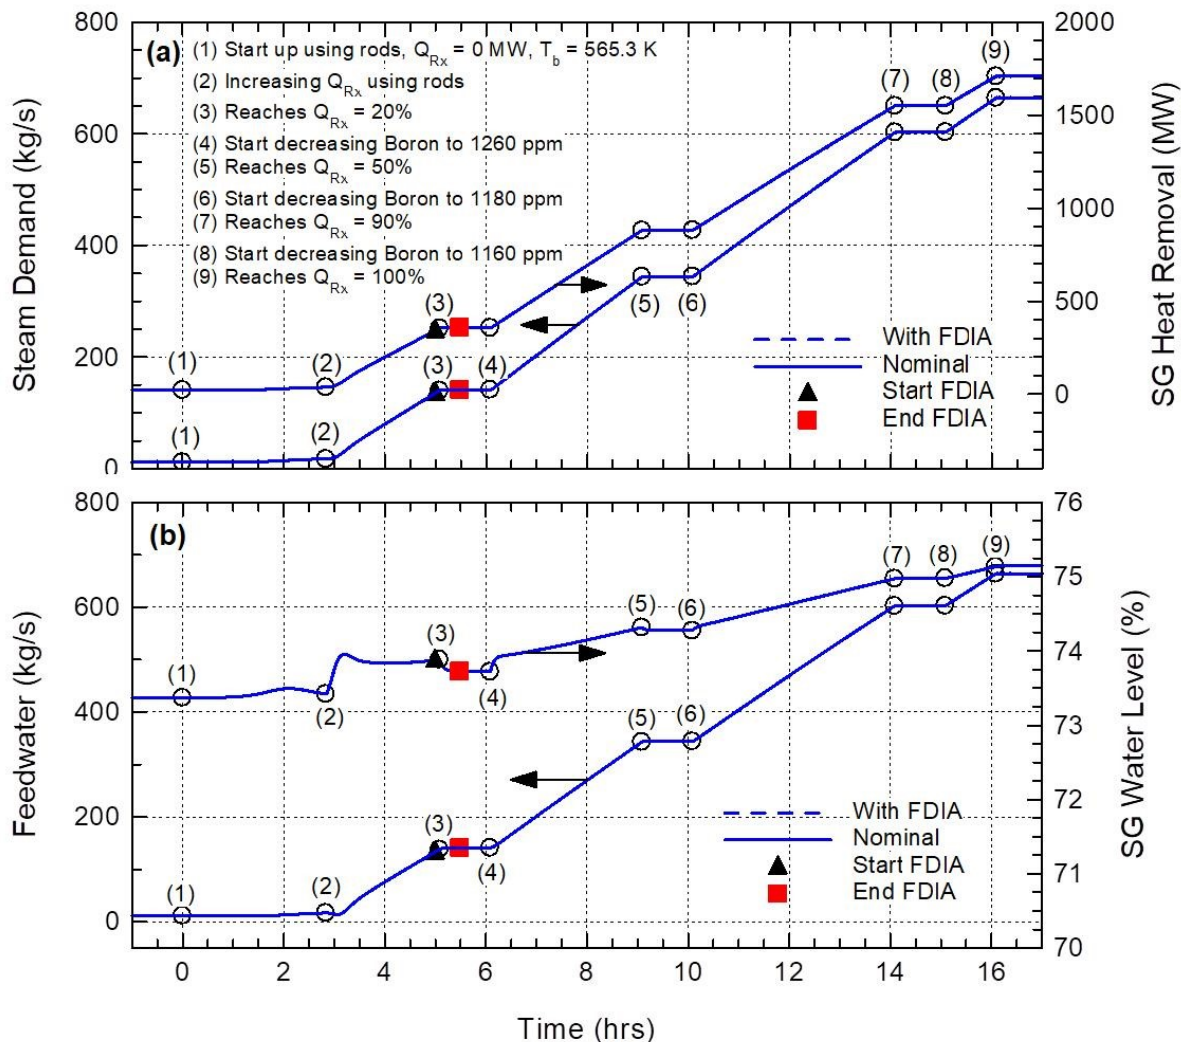 800
600
400
200
0
Steam Demand (kg/s)
(a)
(1) Start up using rods, Q_Rx = 0 MW, T_b = 565.3 K
(2) Increasing Q_Rx using rods
(3) Reaches Q_Rx = 20%
(4) Start decreasing Boron to 1260 ppm
(5) Reaches Q_Rx = 50%
(6) Start decreasing Boron to 1180 ppm
(7) Reaches Q_Rx = 90%
(8) Start decreasing Boron to 1160 ppm
(9) Reaches Q_Rx = 100%
(1)
(2)
(3)
(7)
(8)
(9)
(1)
(2)
(3)
(4)
(5)
(6)
With FDIA
Nominal
Start FDIA
End FDIA
2000
1500
1000
500
0
SG Heat Removal (MW)
800
600
400
200
0
Feedwater (kg/s)
(b)
(1)
(2)
(3)
(4)
(5)
(6)
(7)
(8)
(9)
(1)
(2)
(3)
(4)
(5)
(6)
With FDIA
Nominal
Start FDIA
End FDIA
76
75
74
73
72
71
70
SG Water Level (%)
0 2 4 6 8 10 12 14 16
Time (hrs)